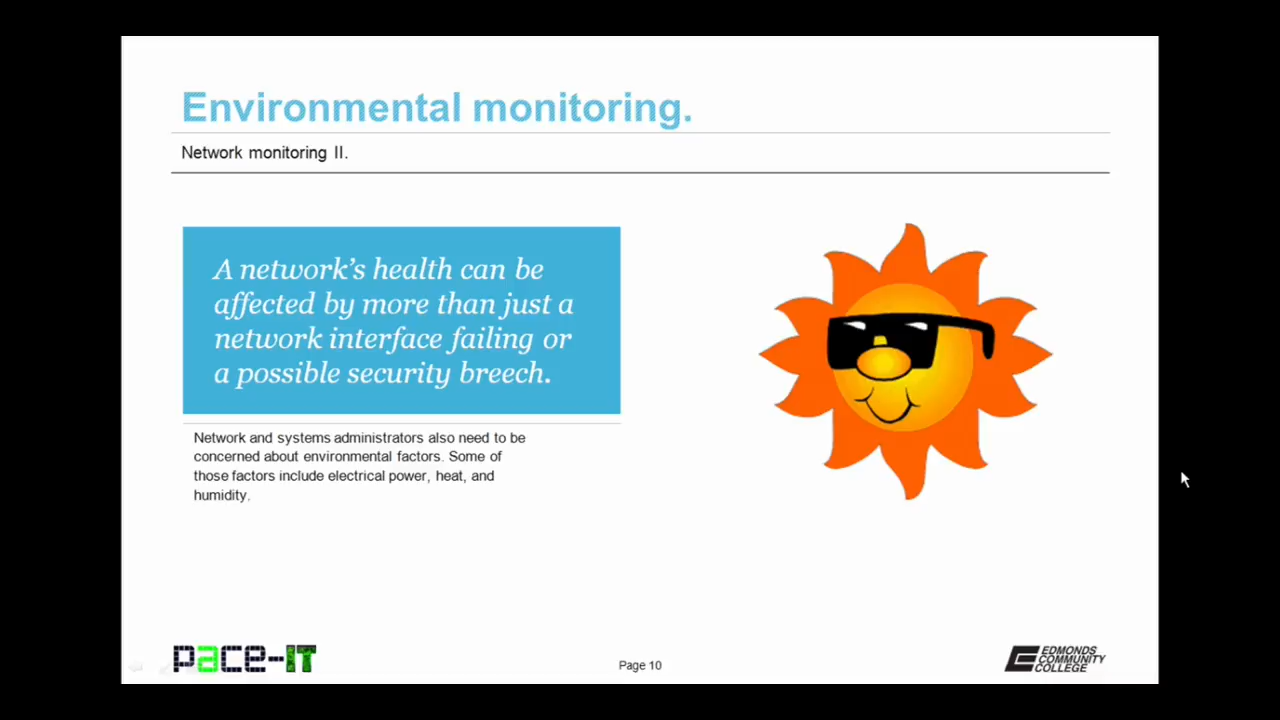 Environmental monitoring.
Network monitoring II.
A network's health can be
affected by more than just a
network interface failing or
a possible security breech.
Network and systems administrators also need to be
concerned about environmental factors. Some of
those factors include electrical power, heat, and
humidity.
pace-IT
Page 10
EDMONDS
COMMUNITY
COLLEGE